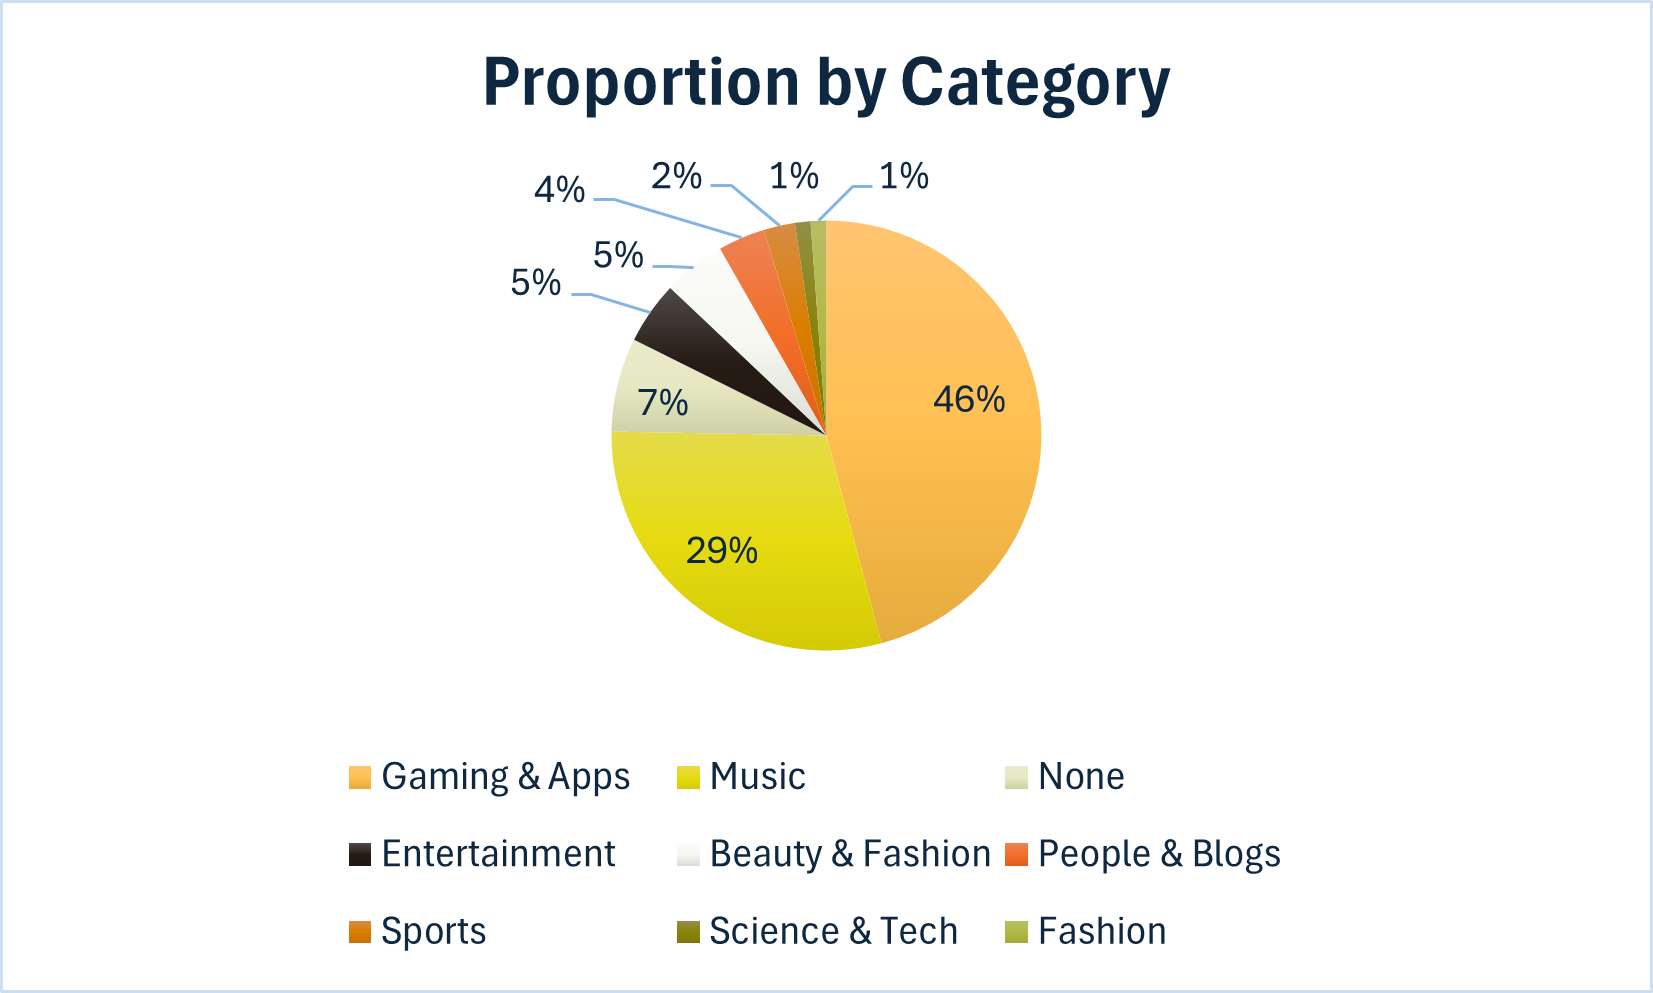 Proportion by Category
4%
2%
1%
1%
5%
5%
7%
46%
29%
Gaming & Apps
Music
None
Entertainment
Beauty & Fashion
People & Blogs
Sports
Science & Tech
Fashion